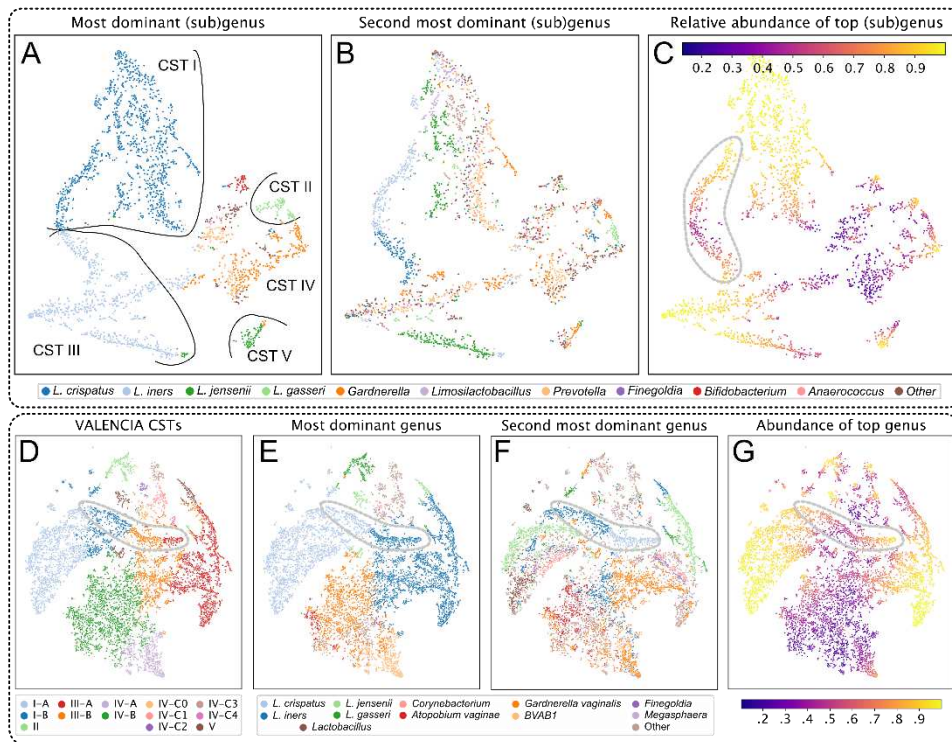 Most dominant (sub)genus
Second most dominant (sub)genus
Relative abundance of top (sub)genus
A
CST I
CST II
CST IV
CST III
CST V
B
C
0.2 0.3 0.4 0.5 0.6 0.7 0.8 0.9
L. crispatus L. iners L. jensenii L. gasseri Gardnerella Limosilactobacillus Prevotella Finegoldia Bifidobacterium Anaerococcus Other
VALENCIA CSTs
Most dominant genus
Second most dominant genus
Abundance of top genus
D
E
F
G
I-A III-A IV-A IV-C0 IV-C3
I-B III-B IV-B IV-C1 IV-C4
II IV-C2 V
L. crispatus L. jensenii Corynebacterium Gardnerella vaginalis Finegoldia
L. iners L. gasseri Atopobium vaginae BVAB1 Megasphaera
Lactobacillus Other
.2 .3 .4 .5 .6 .7 .8 .9